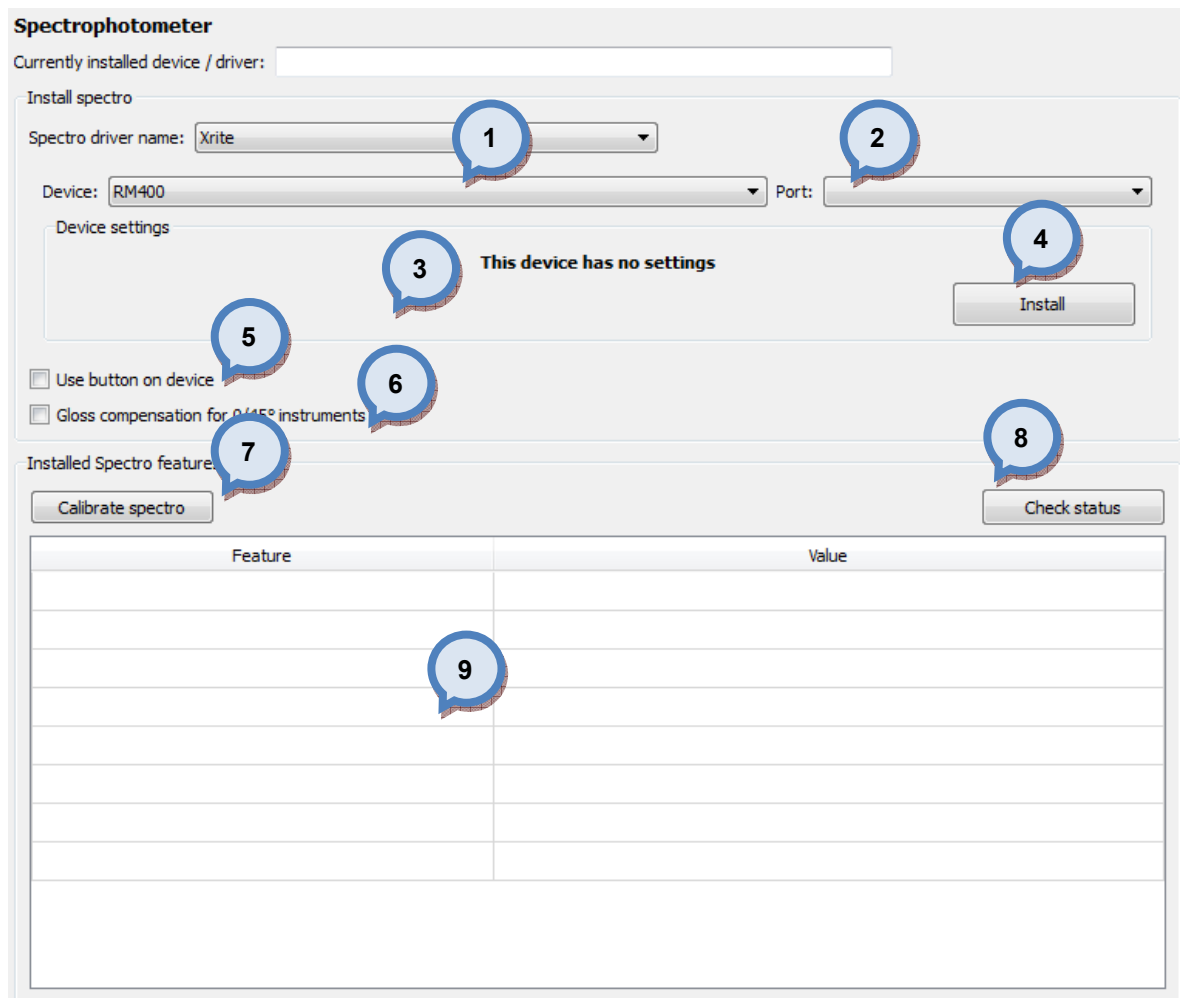 Spectrophotometer
Currently installed device / driver:
Install spectro
Spectro driver name: Xrite
1
2
Device: RM400 Port:
Device settings
3
This device has no settings
4
Install
5
Use button on device
6
Gloss compensation for 0/45° instruments
7
8
Installed Spectro feature
Calibrate spectro Check status
Feature Value
9